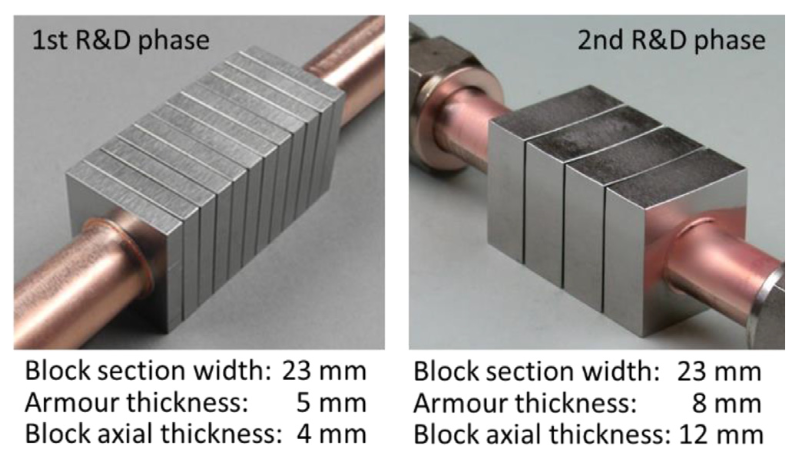 1st R&D phase
2nd R&D phase
Block section width: 23 mm
Armour thickness: 5 mm
Block axial thickness: 4 mm
Block section width: 23 mm
Armour thickness: 8 mm
Block axial thickness: 12 mm